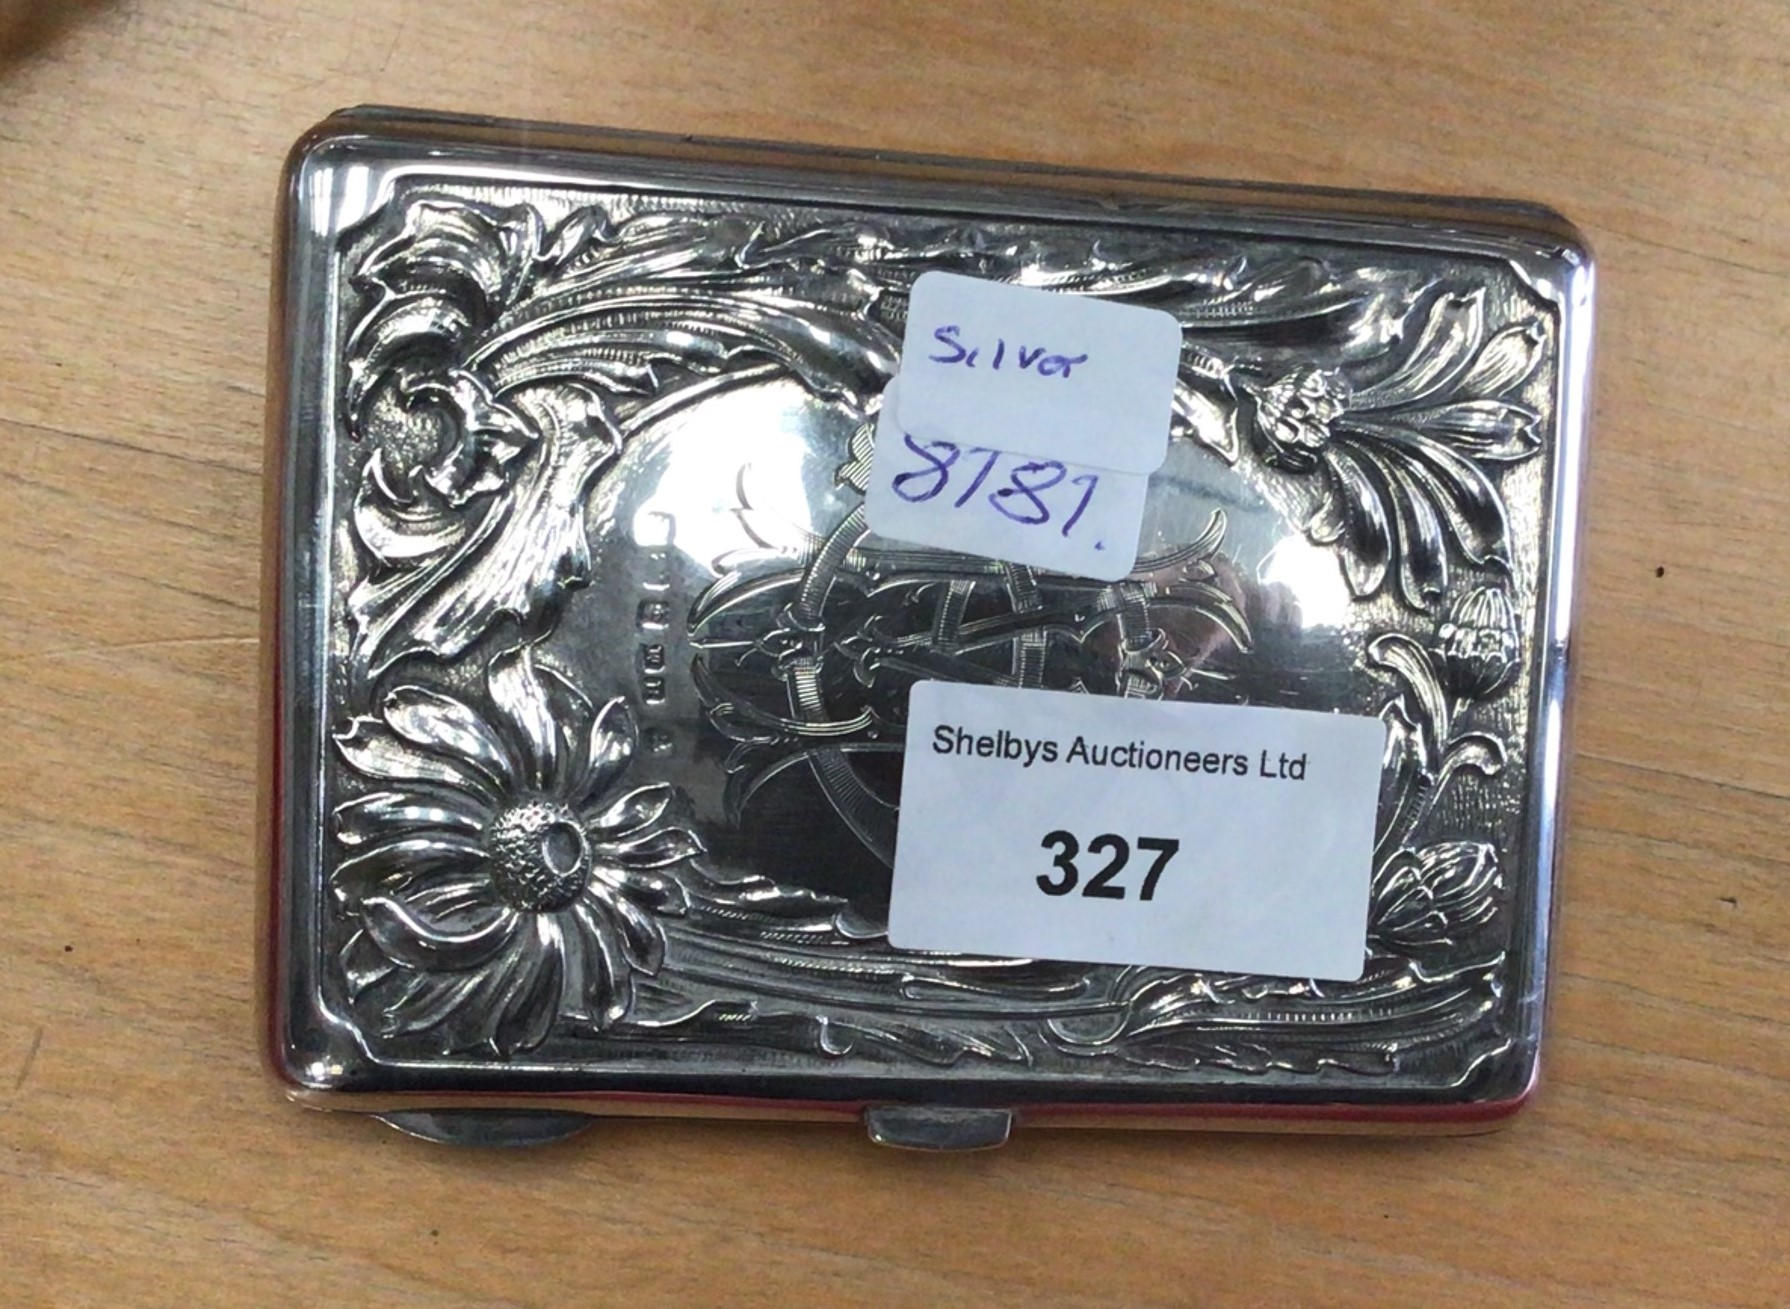 Silver
8781.
Shelbys Auctioneers Ltd
327